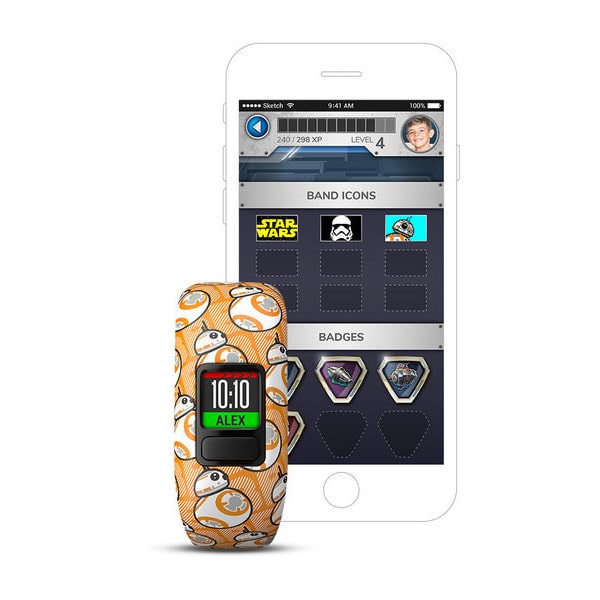 ●●●●● Sketch 9:41 AM 100%
240 / 298 XP LEVEL 4
BAND ICONS
STAR
WARS
BADGES
10:10
ALEX